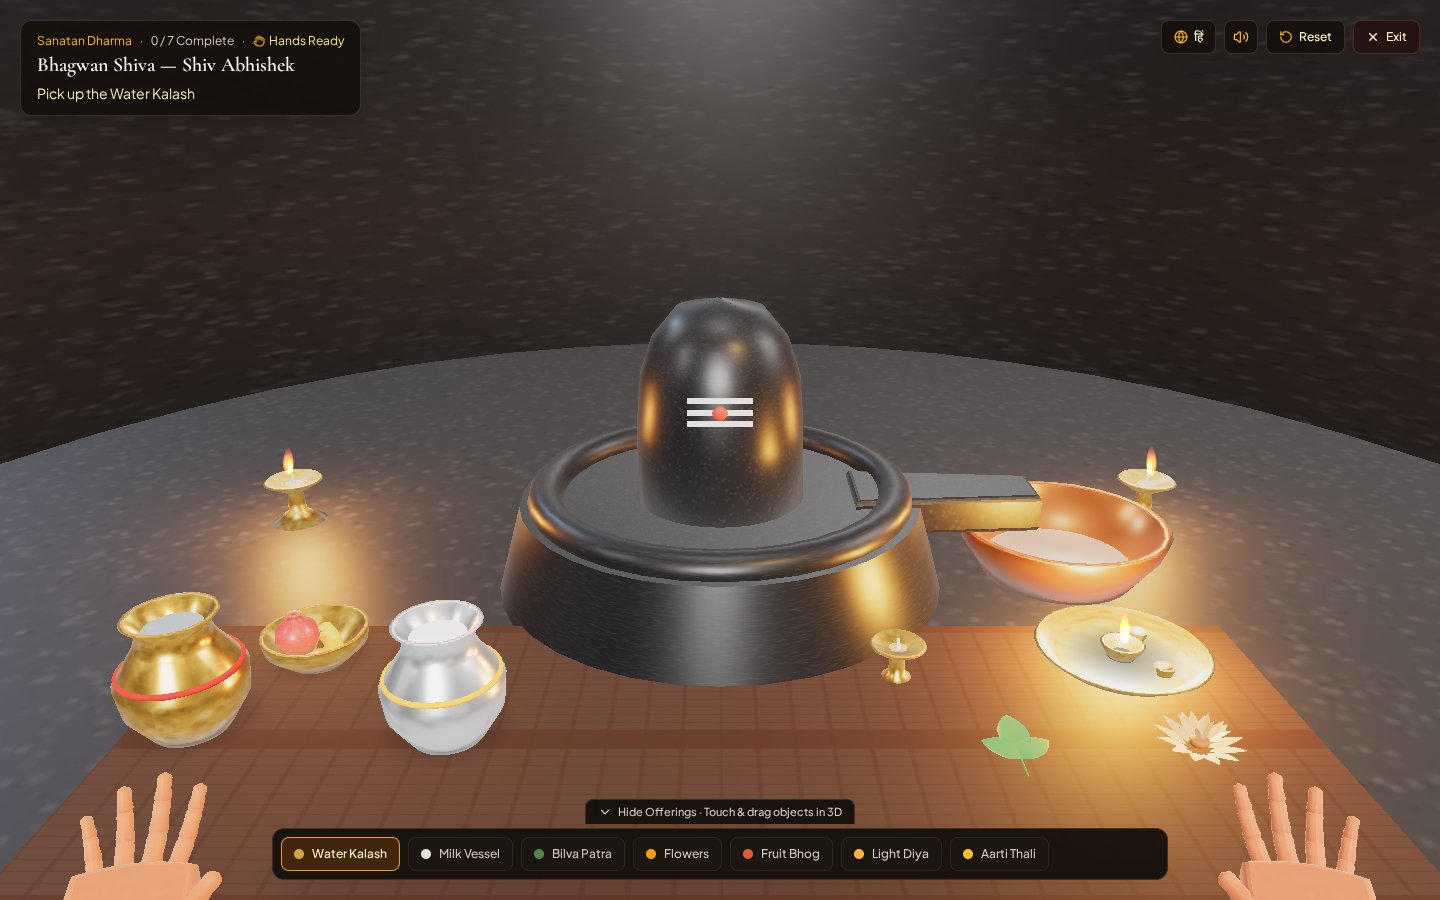 Sanatan Dharma · 0 / 7 Complete · Hands Ready
Bhagwan Shiva — Shiv Abhishek
Pick up the Water Kalash
हिं
Reset
Exit
Hide Offerings · Touch & drag objects in 3D
Water Kalash
Milk Vessel
Bilva Patra
Flowers
Fruit Bhog
Light Diya
Aarti Thali